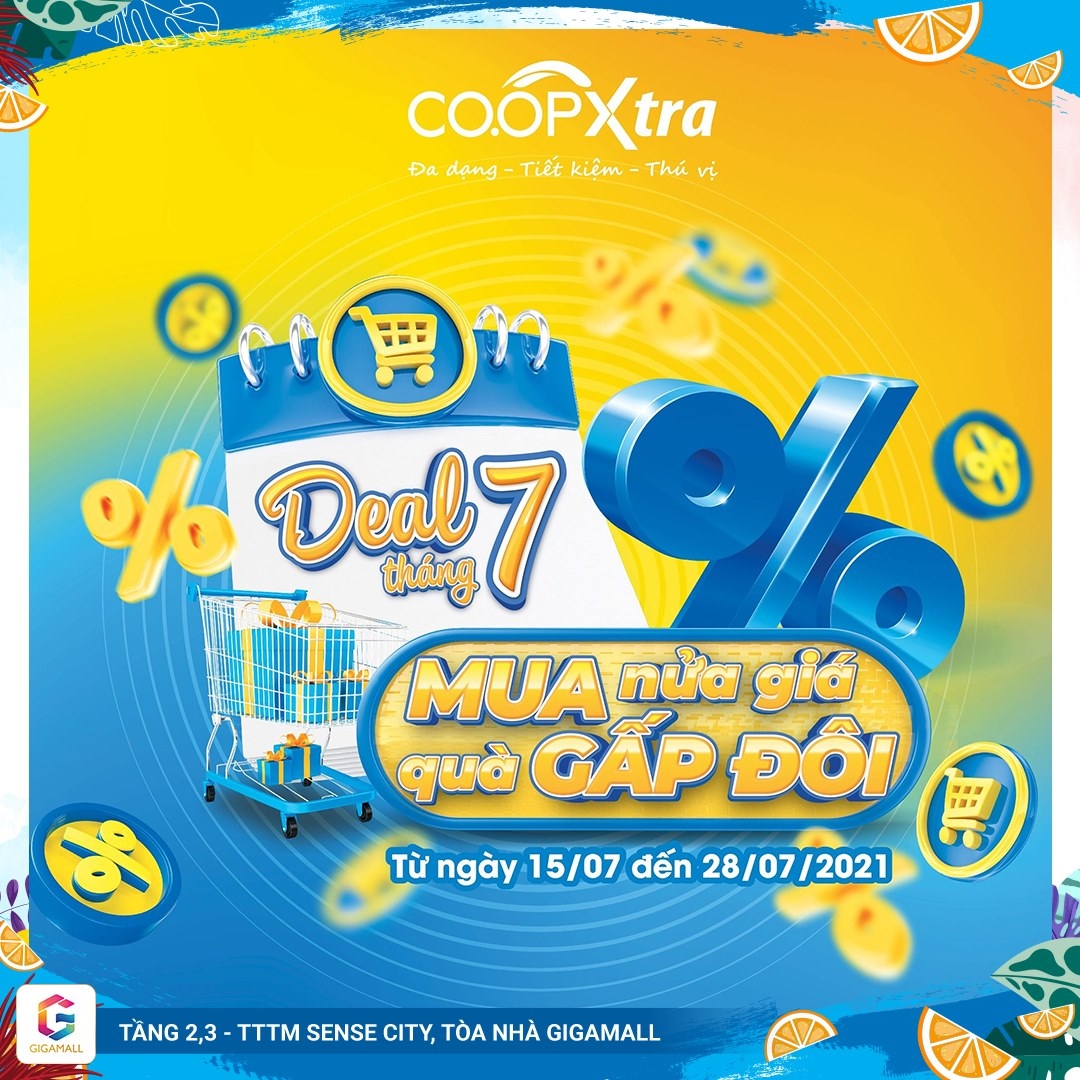 CO.OPXtra
Đa dạng - Tiết kiệm - Thú vị
Deal
tháng 7
%
MUA nửa giá
quà GẤP ĐÔI
Từ ngày 15/07 đến 28/07/2021
GIGAMALL
TẦNG 2,3 - TTTM SENSE CITY, TÒA NHÀ GIGAMALL